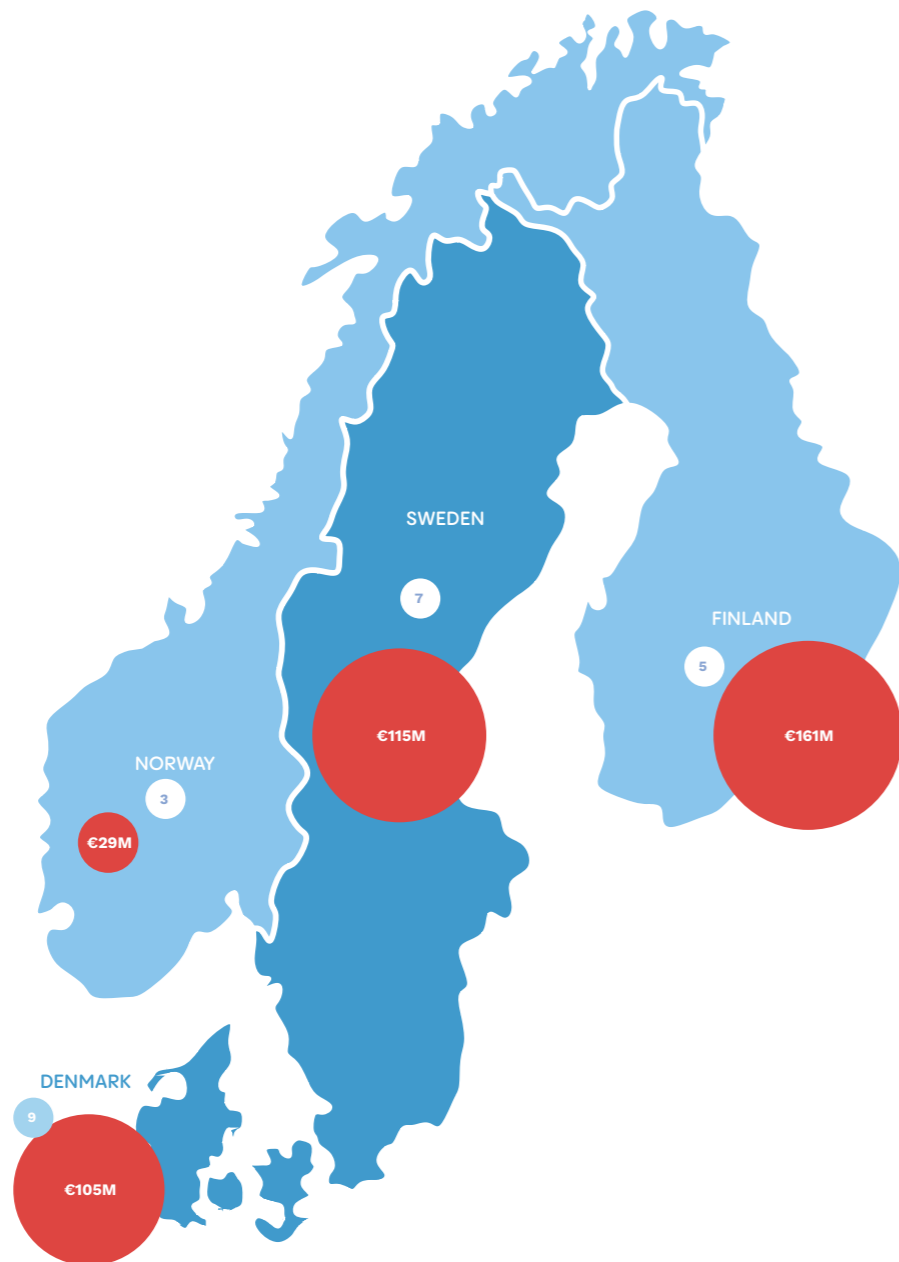 SWEDEN
7
€115M
FINLAND
5
€161M
NORWAY
3
€29M
DENMARK
9
€105M